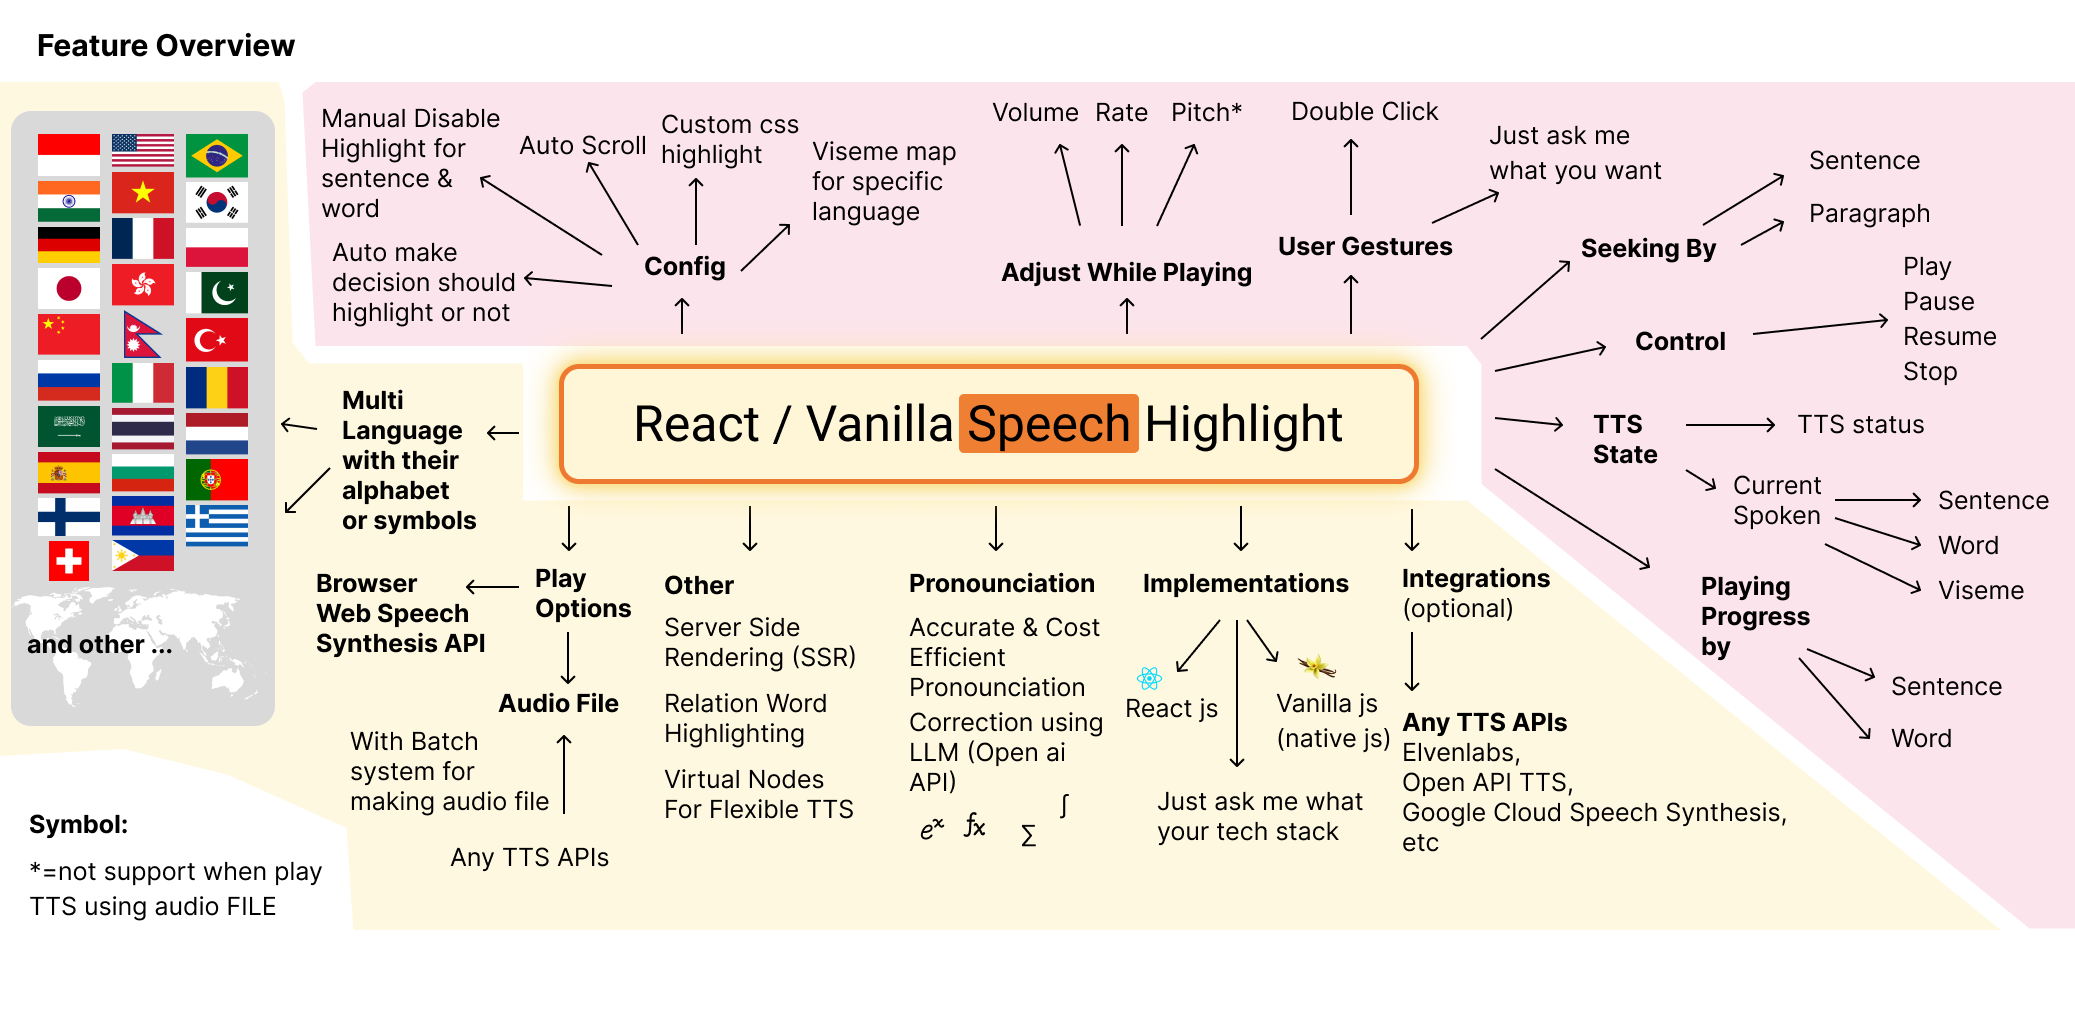 Feature Overview
Manual Disable
Highlight for
sentence &
word
Auto Scroll
Custom css
highlight
Viseme map
for specific
language
Auto make
decision should
highlight or not
Config
Volume
Rate
Pitch*
Adjust While Playing
Double Click
Just ask me
what you want
User Gestures
Seeking By
Sentence
Paragraph
Control
Play
Pause
Resume
Stop
TTS
State
TTS status
Current
Spoken
Sentence
Word
Viseme
Playing
Progress
by
Sentence
Word
React / Vanilla Speech Highlight
Multi
Language
with their
alphabet
or symbols
and other ...
Browser
Web Speech
Synthesis API
Play
Options
Audio File
With Batch
system for
making audio file
Any TTS APIs
Other
Server Side
Rendering (SSR)
Relation Word
Highlighting
Virtual Nodes
For Flexible TTS
Pronounciation
Accurate & Cost
Efficient
Pronounciation
Correction using
LLM (Open ai
API)
eˣ fx ∑ ∫
Implementations
React js
Vanilla js
(native js)
Just ask me what
your tech stack
Integrations
(optional)
Any TTS APIs
Elvenlabs,
Open API TTS,
Google Cloud Speech Synthesis,
etc
Symbol:
*=not support when play
TTS using audio FILE